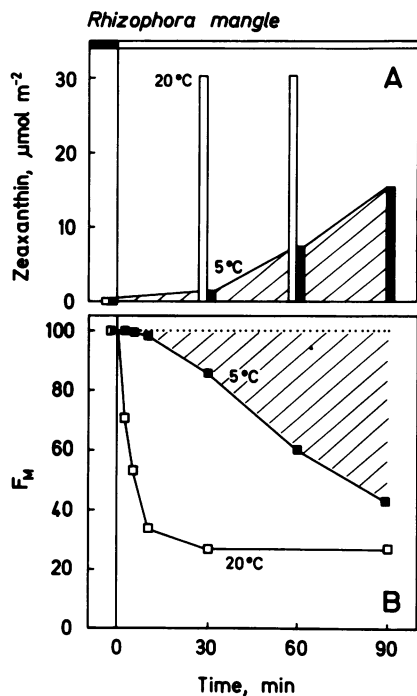 Rhizophora mangle
A
Zeaxanthin, µmol m⁻²
30
20
10
0
20°C
5°C
B
F_M
100
80
60
40
20
0
5°C
20°C
0
30
60
90
Time, min